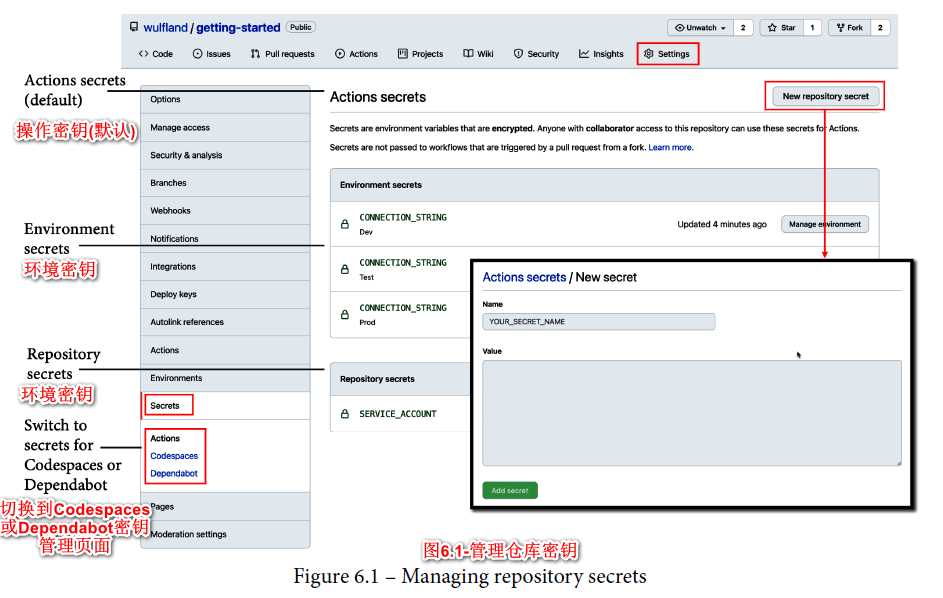 wulfland / getting-started Public
Unwatch 2 Star 1 Fork 2
Code Issues Pull requests Actions Projects Wiki Security Insights Settings
Actions secrets
(default)
操作密钥(默认)
Environment
secrets
环境密钥
Repository
secrets
环境密钥
Switch to
secrets for
Codespaces or
Dependabot
切换到Codespaces
或Dependabot密钥
管理页面
Options
Manage access
Security & analysis
Branches
Webhooks
Notifications
Integrations
Deploy keys
Autolink references
Actions
Environments
Secrets
Actions
Codespaces
Dependabot
Pages
Moderation settings
Actions secrets
New repository secret
Secrets are environment variables that are encrypted. Anyone with collaborator access to this repository can use these secrets for Actions.
Secrets are not passed to workflows that are triggered by a pull request from a fork. Learn more.
Environment secrets
CONNECTION_STRING
Dev
Updated 4 minutes ago
Manage environment
CONNECTION_STRING
Test
CONNECTION_STRING
Prod
Repository secrets
SERVICE_ACCOUNT
Actions secrets / New secret
Name
YOUR_SECRET_NAME
Value
Add secret
图6.1-管理仓库密钥
Figure 6.1 – Managing repository secrets